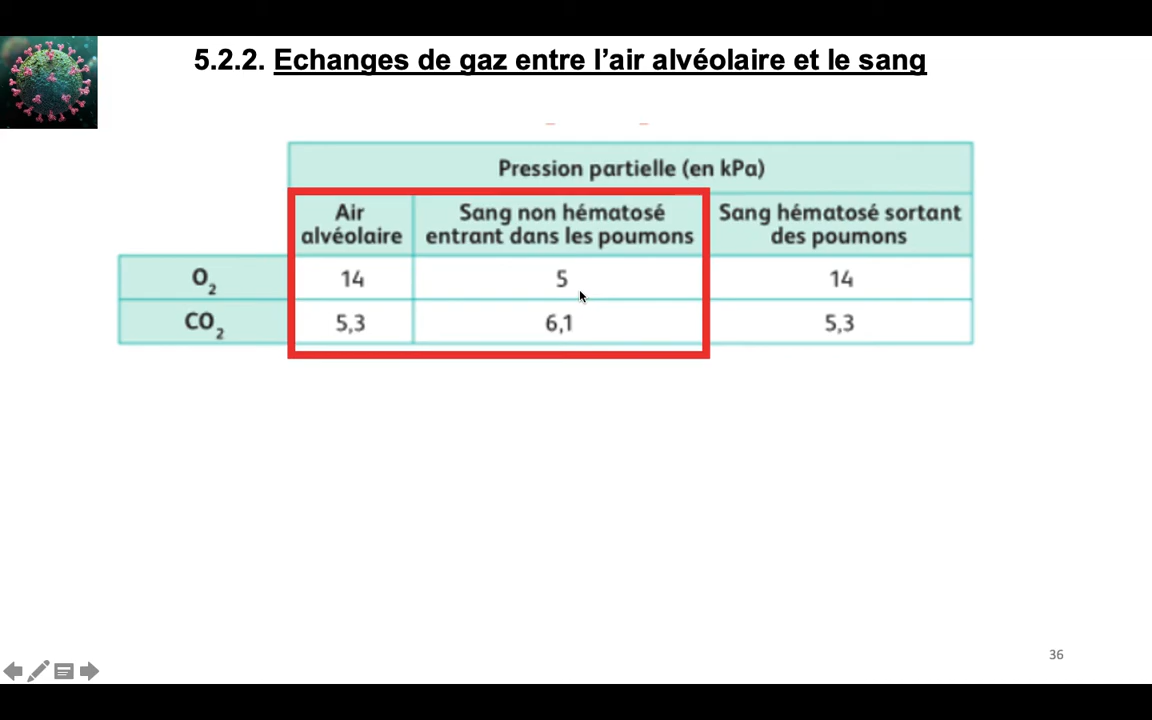 5.2.2. Echanges de gaz entre l’air alvéolaire et le sang
Pression partielle (en kPa)
Air alvéolaire
Sang non hématosé entrant dans les poumons
Sang hématosé sortant des poumons
O₂ 14 5 14
CO₂ 5,3 6,1 5,3
36